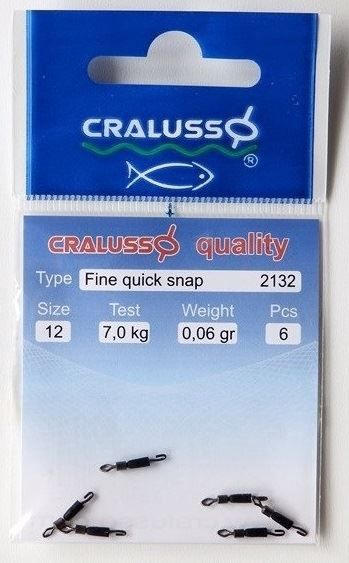 CRALUSSO
®
CRALUSSO quality
Type Fine quick snap 2132
Size Test Weight Pcs
12 7,0 kg 0,06 gr 6